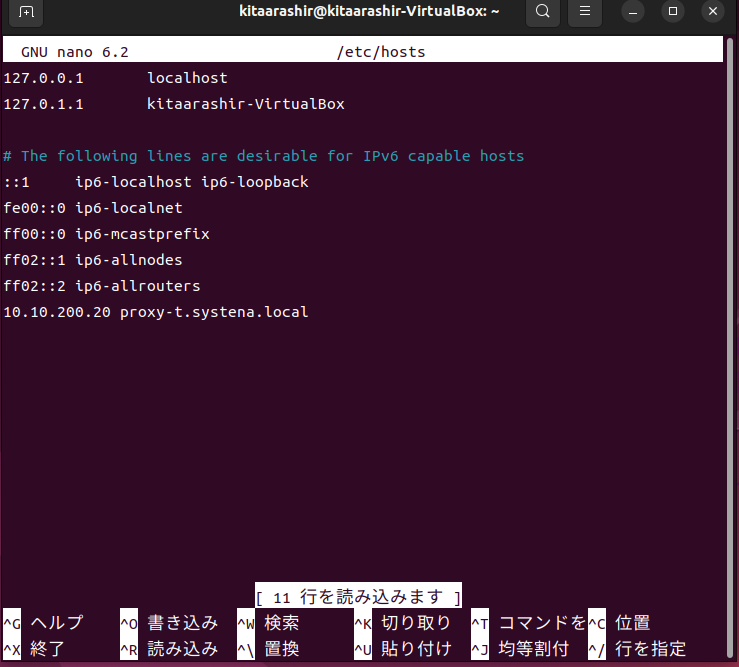 kitaarashir@kitaarashir-VirtualBox: ~
GNU nano 6.2 /etc/hosts
127.0.0.1 localhost
127.0.1.1 kitaarashir-VirtualBox
# The following lines are desirable for IPv6 capable hosts
::1 ip6-localhost ip6-loopback
fe00::0 ip6-localnet
ff00::0 ip6-mcastprefix
ff02::1 ip6-allnodes
ff02::2 ip6-allrouters
10.10.200.20 proxy-t.systena.local
[ 11 行を読み込みます ]
^G ヘルプ ^O 書き込み ^W 検索 ^K 切り取り ^T コマンドを ^C 位置
^X 終了 ^R 読み込み ^\ 置換 ^U 貼り付け ^J 均等割付 ^/ 行を指定